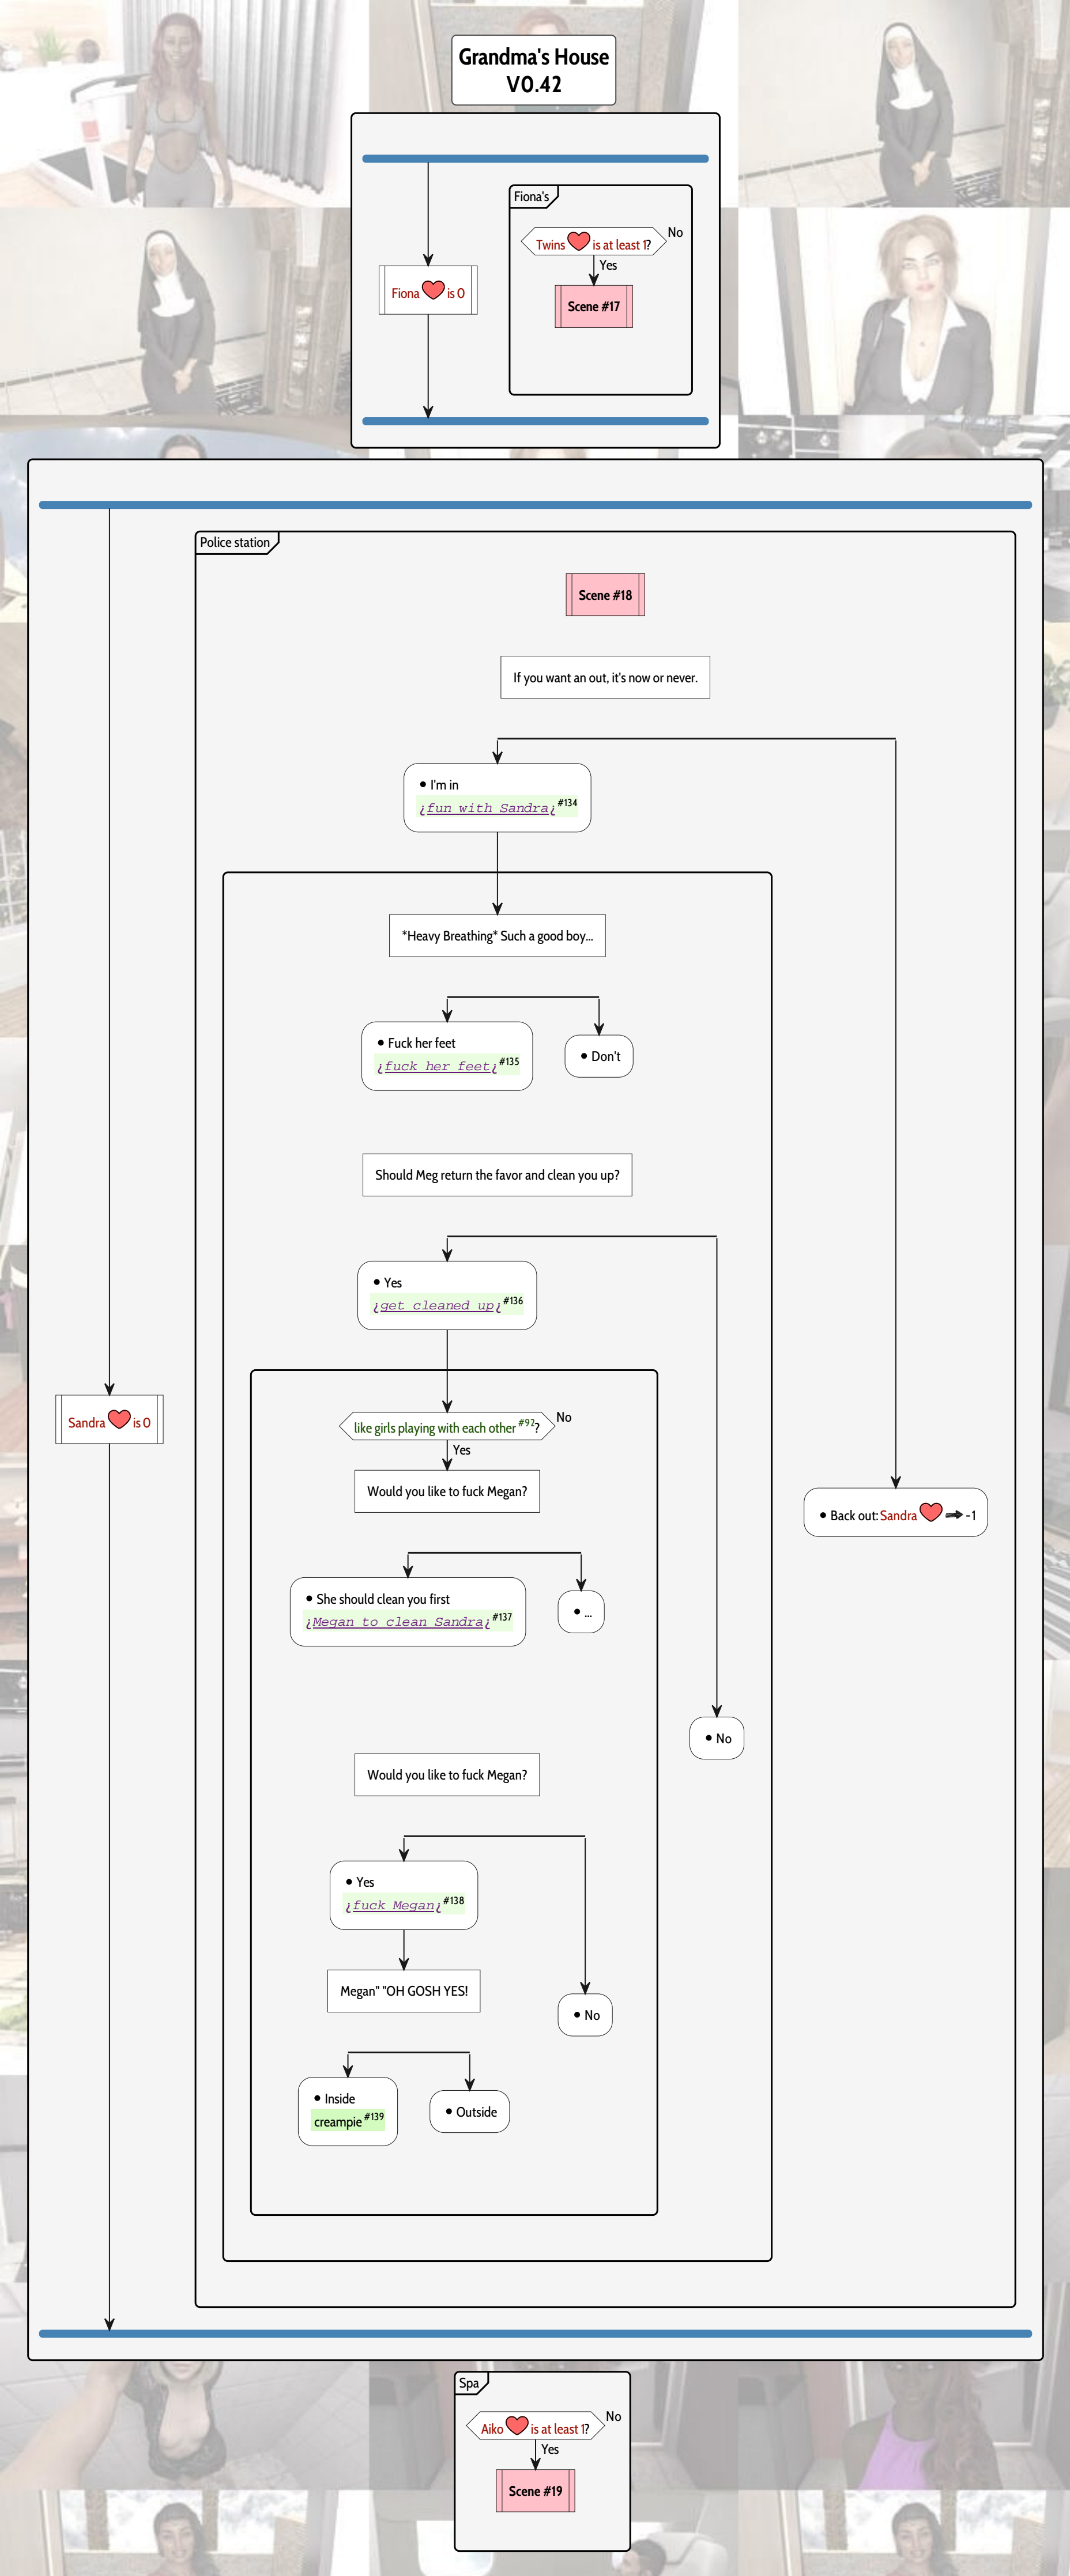 Grandma's House
V0.42
Fiona's
Twins ❤ is at least 1?
No
Yes
Fiona ❤ is 0
Scene #17
Police station
Scene #18
If you want an out, it's now or never.
• I'm in
¿fun with Sandra¿ #134
*Heavy Breathing* Such a good boy...
• Fuck her feet
¿fuck her feet¿ #135
• Don't
Should Meg return the favor and clean you up?
• Yes
¿get cleaned up¿ #136
like girls playing with each other #92?
No
Yes
Sandra ❤ is 0
Would you like to fuck Megan?
• Back out: Sandra ❤ ➡ -1
• She should clean you first
¿Megan to clean Sandra¿ #137
• ...
• No
Would you like to fuck Megan?
• Yes
¿fuck Megan¿ #138
Megan" "OH GOSH YES!
• No
• Inside
creampie #139
• Outside
Spa
Aiko ❤ is at least 1?
No
Yes
Scene #19